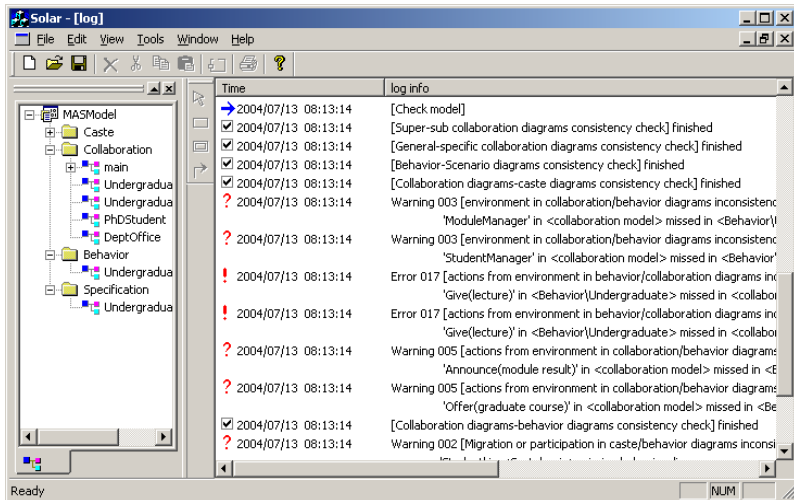 Solar - [log]
File Edit View Tools Window Help
Time log info
MASModel
Caste
Collaboration
main
Undergradua
Undergradua
PhDStudent
DeptOffice
Behavior
Undergradua
Specification
Undergradua
2004/07/13 08:13:14 [Check model]
2004/07/13 08:13:14 [Super-sub collaboration diagrams consistency check] finished
2004/07/13 08:13:14 [General-specific collaboration diagrams consistency check] finished
2004/07/13 08:13:14 [Behavior-Scenario diagrams consistency check] finished
2004/07/13 08:13:14 [Collaboration diagrams-caste diagrams consistency check] finished
2004/07/13 08:13:14 Warning 003 [environment in collaboration/behavior diagrams inconsistenc
'ModuleManager' in <collaboration model> missed in <Behavior\
2004/07/13 08:13:14 Warning 003 [environment in collaboration/behavior diagrams inconsistenc
'StudentManager' in <collaboration model> missed in <Behavior'
2004/07/13 08:13:14 Error 017 [actions from environment in behavior/collaboration diagrams inc
'Give(lecture)' in <Behavior\Undergraduate> missed in <collabor
2004/07/13 08:13:14 Error 017 [actions from environment in behavior/collaboration diagrams inc
'Give(lecture)' in <Behavior\Undergraduate> missed in <collabor
2004/07/13 08:13:14 Warning 005 [actions from environment in collaboration/behavior diagrams
'Announce(module result)' in <collaboration model> missed in <E
2004/07/13 08:13:14 Warning 005 [actions from environment in collaboration/behavior diagrams
'Offer(graduate course)' in <collaboration model> missed in <Be
2004/07/13 08:13:14 [Collaboration diagrams-behavior diagrams consistency check] finished
2004/07/13 08:13:14 Warning 002 [Migration or participation in caste/behavior diagrams inconsi
Ready NUM